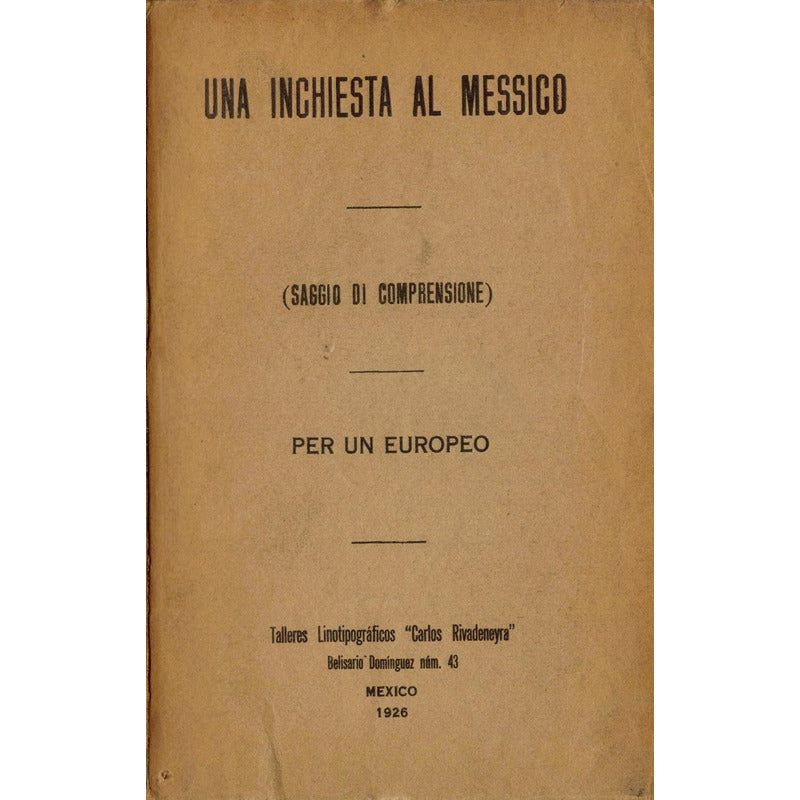 UNA INCHIESTA AL MESSICO
(SAGGIO DI COMPRENSIONE)
PER UN EUROPEO
Talleres Linotipográficos "Carlos Rivadeneyra"
Belisario Domínguez núm. 43
MEXICO
1926